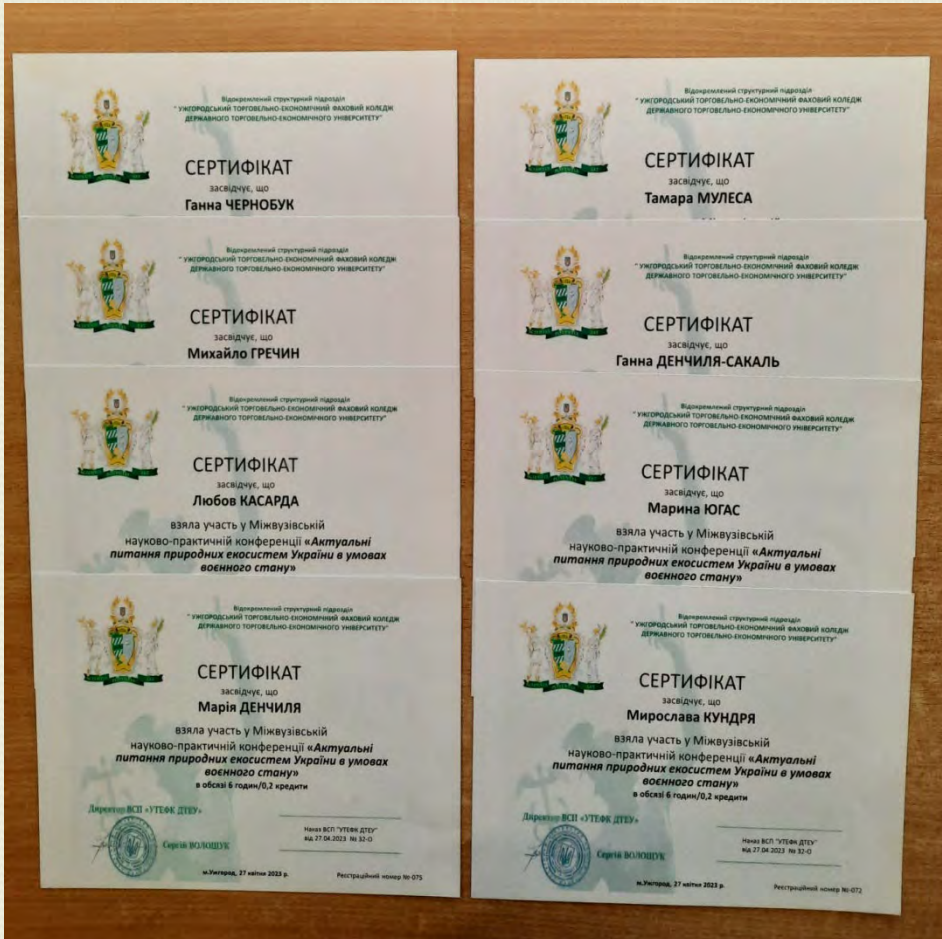 Відокремлений структурний підрозділ
" УЖГОРОДСЬКИЙ ТОРГОВЕЛЬНО-ЕКОНОМІЧНИЙ ФАХОВИЙ КОЛЕДЖ
ДЕРЖАВНОГО ТОРГОВЕЛЬНО-ЕКОНОМІЧНОГО УНІВЕРСИТЕТУ"
СЕРТИФІКАТ
засвідчує, що
Ганна ЧЕРНОБУК
Відокремлений структурний підрозділ
" УЖГОРОДСЬКИЙ ТОРГОВЕЛЬНО-ЕКОНОМІЧНИЙ ФАХОВИЙ КОЛЕДЖ
ДЕРЖАВНОГО ТОРГОВЕЛЬНО-ЕКОНОМІЧНОГО УНІВЕРСИТЕТУ"
СЕРТИФІКАТ
засвідчує, що
Михайло ГРЕЧИН
Відокремлений структурний підрозділ
" УЖГОРОДСЬКИЙ ТОРГОВЕЛЬНО-ЕКОНОМІЧНИЙ ФАХОВИЙ КОЛЕДЖ
ДЕРЖАВНОГО ТОРГОВЕЛЬНО-ЕКОНОМІЧНОГО УНІВЕРСИТЕТУ"
СЕРТИФІКАТ
засвідчує, що
Любов КАСАРДА
взяла участь у Міжвузівській
науково-практичній конференції «Актуальні
питання природних екосистем України в умовах
воєнного стану»
Відокремлений структурний підрозділ
" УЖГОРОДСЬКИЙ ТОРГОВЕЛЬНО-ЕКОНОМІЧНИЙ ФАХОВИЙ КОЛЕДЖ
ДЕРЖАВНОГО ТОРГОВЕЛЬНО-ЕКОНОМІЧНОГО УНІВЕРСИТЕТУ"
СЕРТИФІКАТ
засвідчує, що
Марія ДЕНЧИЛЯ
взяла участь у Міжвузівській
науково-практичній конференції «Актуальні
питання природних екосистем України в умовах
воєнного стану»
в обсязі 6 годин/0,2 кредити
Директор ВСП «УТЕФК ДТЕУ»
Сергій ВОЛОЩУК
Наказ ВСП "УТЕФК ДТЕУ"
від 27.04.2023 № 32-О
м.Ужгород, 27 квітня 2023 р.
Реєстраційний номер №-075
Відокремлений структурний підрозділ
" УЖГОРОДСЬКИЙ ТОРГОВЕЛЬНО-ЕКОНОМІЧНИЙ ФАХОВИЙ КОЛЕДЖ
ДЕРЖАВНОГО ТОРГОВЕЛЬНО-ЕКОНОМІЧНОГО УНІВЕРСИТЕТУ"
СЕРТИФІКАТ
засвідчує, що
Тамара МУЛЕСА
Відокремлений структурний підрозділ
" УЖГОРОДСЬКИЙ ТОРГОВЕЛЬНО-ЕКОНОМІЧНИЙ ФАХОВИЙ КОЛЕДЖ
ДЕРЖАВНОГО ТОРГОВЕЛЬНО-ЕКОНОМІЧНОГО УНІВЕРСИТЕТУ"
СЕРТИФІКАТ
засвідчує, що
Ганна ДЕНЧИЛЯ-САКАЛЬ
Відокремлений структурний підрозділ
" УЖГОРОДСЬКИЙ ТОРГОВЕЛЬНО-ЕКОНОМІЧНИЙ ФАХОВИЙ КОЛЕДЖ
ДЕРЖАВНОГО ТОРГОВЕЛЬНО-ЕКОНОМІЧНОГО УНІВЕРСИТЕТУ"
СЕРТИФІКАТ
засвідчує, що
Марина ЮГАС
взяла участь у Міжвузівській
науково-практичній конференції «Актуальні
питання природних екосистем України в умовах
воєнного стану»
Відокремлений структурний підрозділ
" УЖГОРОДСЬКИЙ ТОРГОВЕЛЬНО-ЕКОНОМІЧНИЙ ФАХОВИЙ КОЛЕДЖ
ДЕРЖАВНОГО ТОРГОВЕЛЬНО-ЕКОНОМІЧНОГО УНІВЕРСИТЕТУ"
СЕРТИФІКАТ
засвідчує, що
Мирослава КУНДРЯ
взяла участь у Міжвузівській
науково-практичній конференції «Актуальні
питання природних екосистем України в умовах
воєнного стану»
в обсязі 6 годин/0,2 кредити
Директор ВСП «УТЕФК ДТЕУ»
Сергій ВОЛОЩУК
Наказ ВСП "УТЕФК ДТЕУ"
від 27.04.2023 № 32-О
м.Ужгород, 27 квітня 2023 р.
Реєстраційний номер №-072